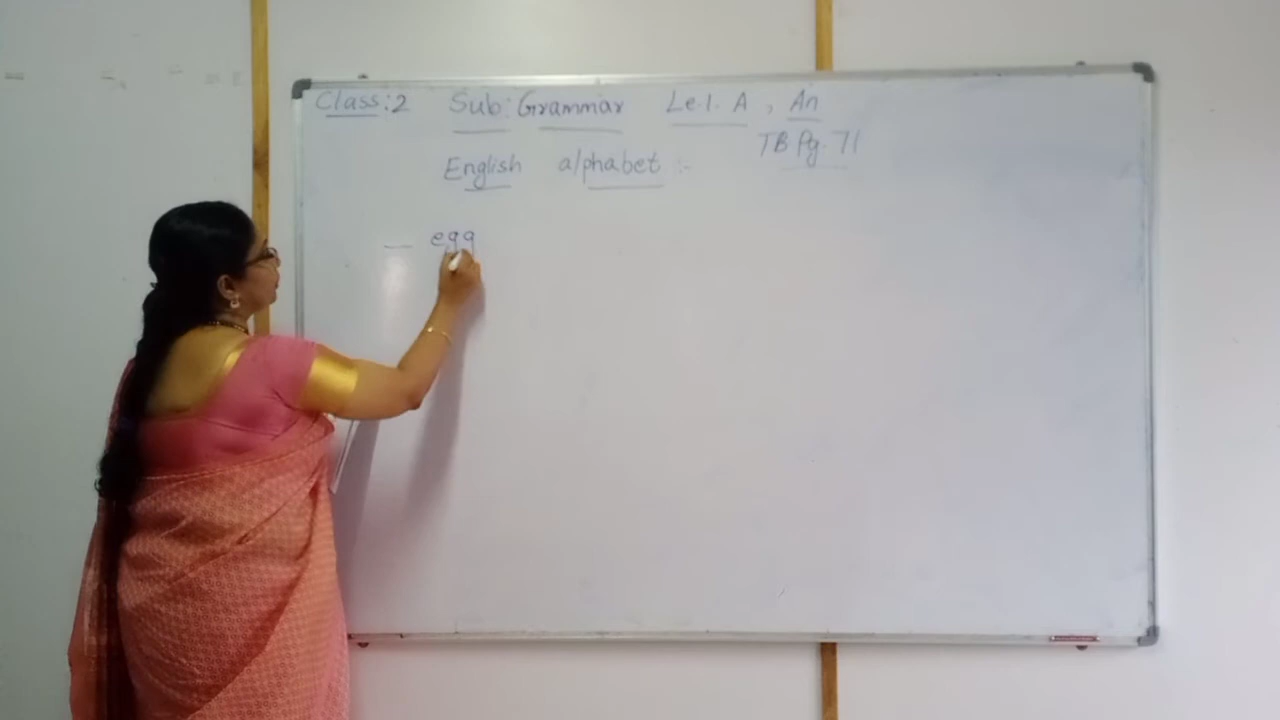 Class:2 Sub: Grammar Le.1. A, An
TB Pg. 71
English alphabet :-
__ egg